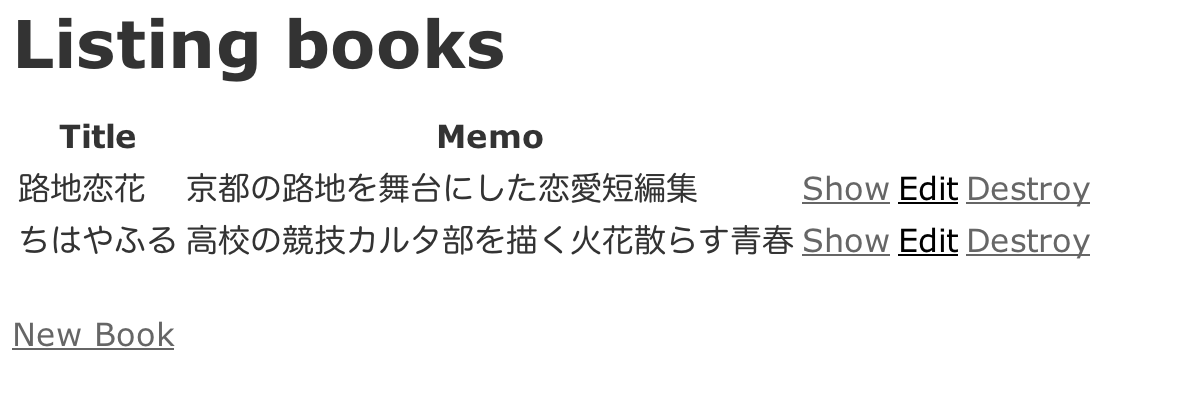 Listing books
Title Memo
路地恋花 京都の路地を舞台にした恋愛短編集 Show Edit Destroy
ちはやふる 高校の競技カルタ部を描く火花散らす青春 Show Edit Destroy
New Book